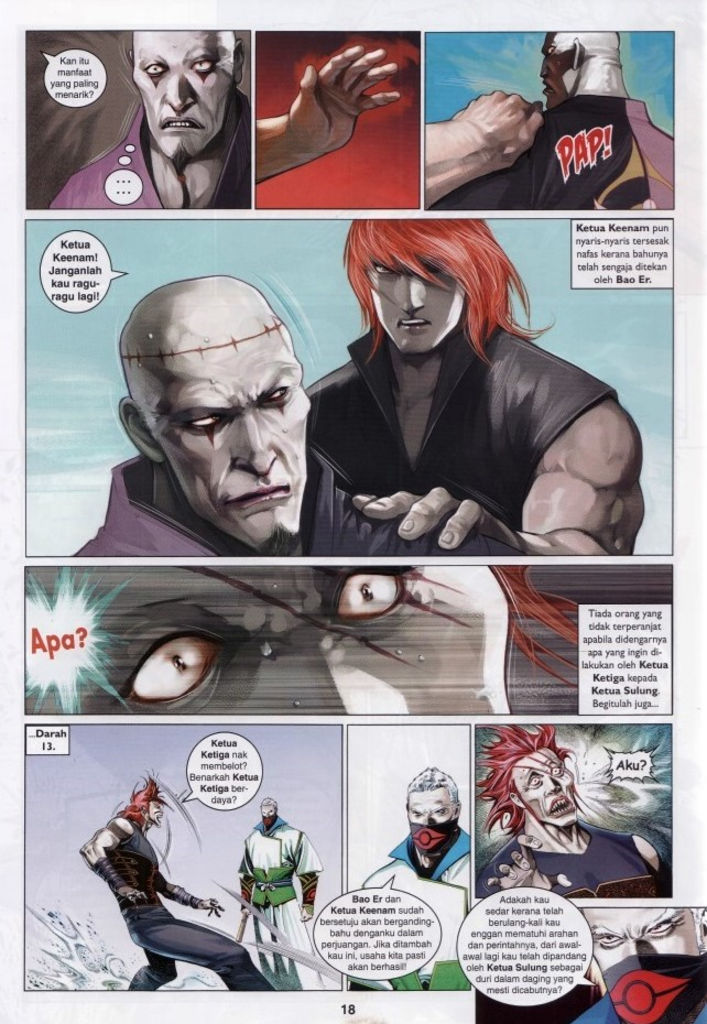 Kan itu
manfaat
yang paling
menarik?
...
PAP!
Ketua
Keenam!
Janganlah
kau ragu-
ragu lagi!
Ketua Keenam pun
nyaris-nyaris tersesak
nafas kerana bahunya
telah sengaja ditekan
oleh Bao Er.
Apa?
Tiada orang yang
tidak terperanjat
apabila didengarnya
apa yang ingin di-
lakukan oleh Ketua
Ketiga kepada
Ketua Sulung.
Begitulah juga...
...Darah
13.
Ketua
Ketiga nak
membelot?
Benarkah Ketua
Ketiga ber-
daya?
Bao Er dan
Ketua Keenam sudah
bersetuju akan berganding-
bahu denganku dalam
perjuangan. Jika ditambah
kau ini, usaha kita pasti
akan berhasil!
Aku?
Adakah kau
sedar kerana telah
berulang-kali kau
enggan mematuhi arahan
dan perintahnya, dari awal-
awal lagi kau telah dipandang
oleh Ketua Sulung sebagai
duri dalam daging yang
mesti dicabutnya?
18